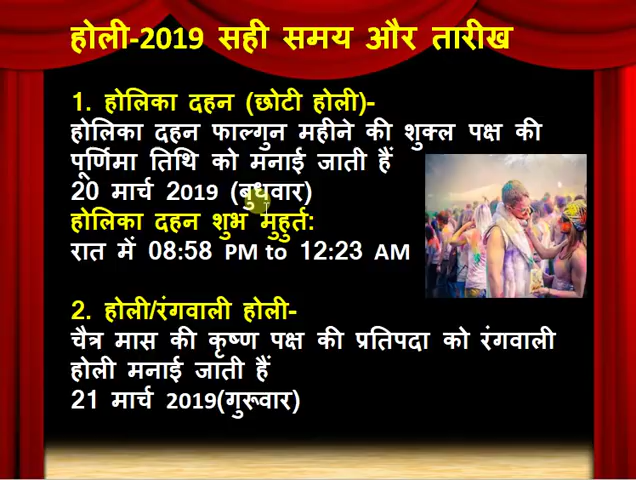 होली-2019 सही समय और तारीख
1. होलिका दहन (छोटी होली)-
होलिका दहन फाल्गुन महीने की शुक्ल पक्ष की
पूर्णिमा तिथि को मनाई जाती हैं
20 मार्च 2019 (बुधवार)
होलिका दहन शुभ मुहुर्त:
रात में 08:58 PM to 12:23 AM
2. होली/रंगवाली होली-
चैत्र मास की कृष्ण पक्ष की प्रतिपदा को रंगवाली
होली मनाई जाती हैं
21 मार्च 2019(गुरूवार)